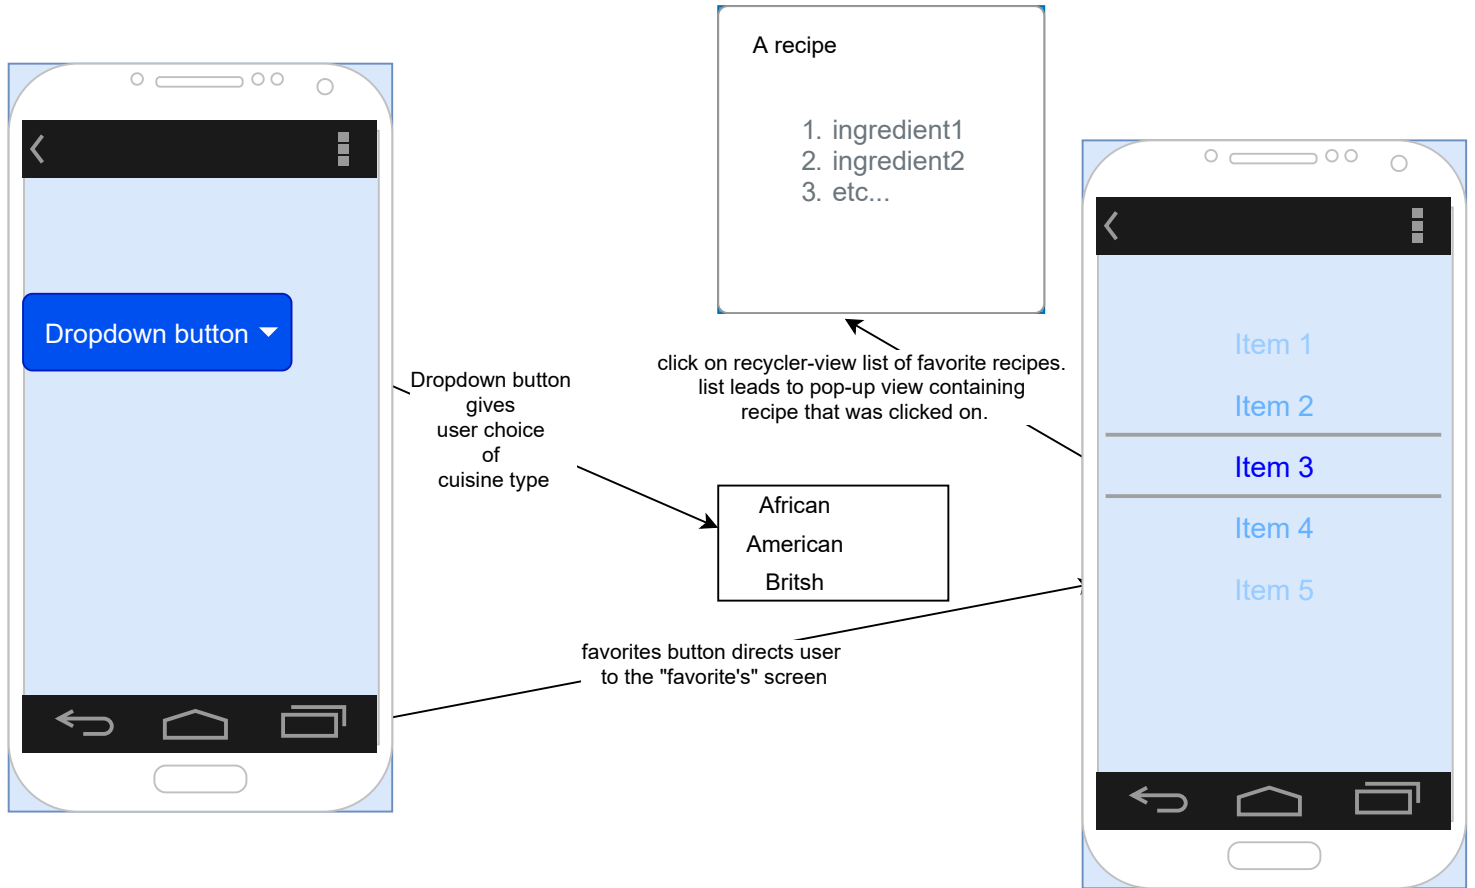 A recipe
1. ingredient1
2. ingredient2
3. etc...
Dropdown button
Dropdown button
gives
user choice
of
cuisine type
click on recycler-view list of favorite recipes.
list leads to pop-up view containing
recipe that was clicked on.
African
American
Britsh
favorites button directs user
to the "favorite's" screen
Item 1
Item 2
Item 3
Item 4
Item 5